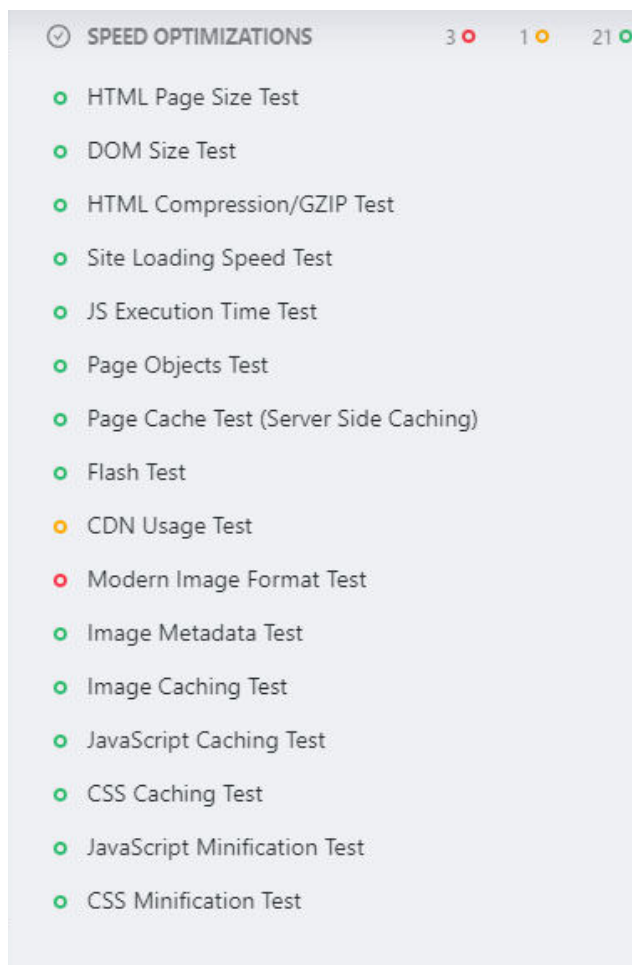 SPEED OPTIMIZATIONS 3 1 21
HTML Page Size Test
DOM Size Test
HTML Compression/GZIP Test
Site Loading Speed Test
JS Execution Time Test
Page Objects Test
Page Cache Test (Server Side Caching)
Flash Test
CDN Usage Test
Modern Image Format Test
Image Metadata Test
Image Caching Test
JavaScript Caching Test
CSS Caching Test
JavaScript Minification Test
CSS Minification Test